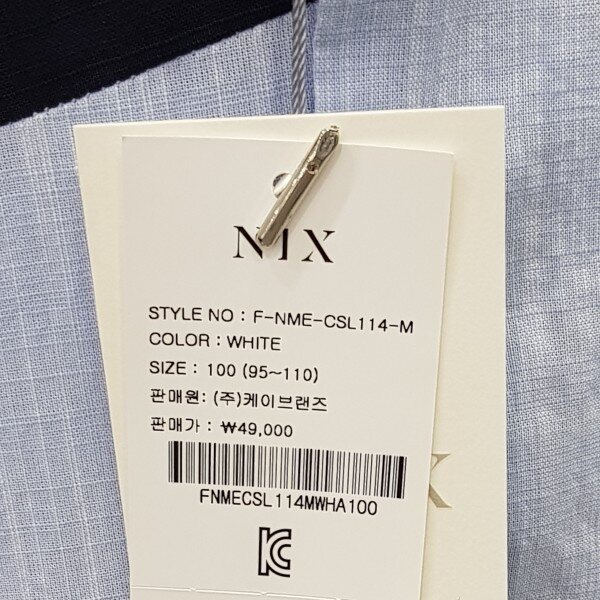 NIX
STYLE NO : F-NME-CSL114-M
COLOR : WHITE
SIZE : 100 (95~110)
판매원: (주)케이브랜즈
판매가 : ₩49,000
FNMECSL114MWHA100
KC
X